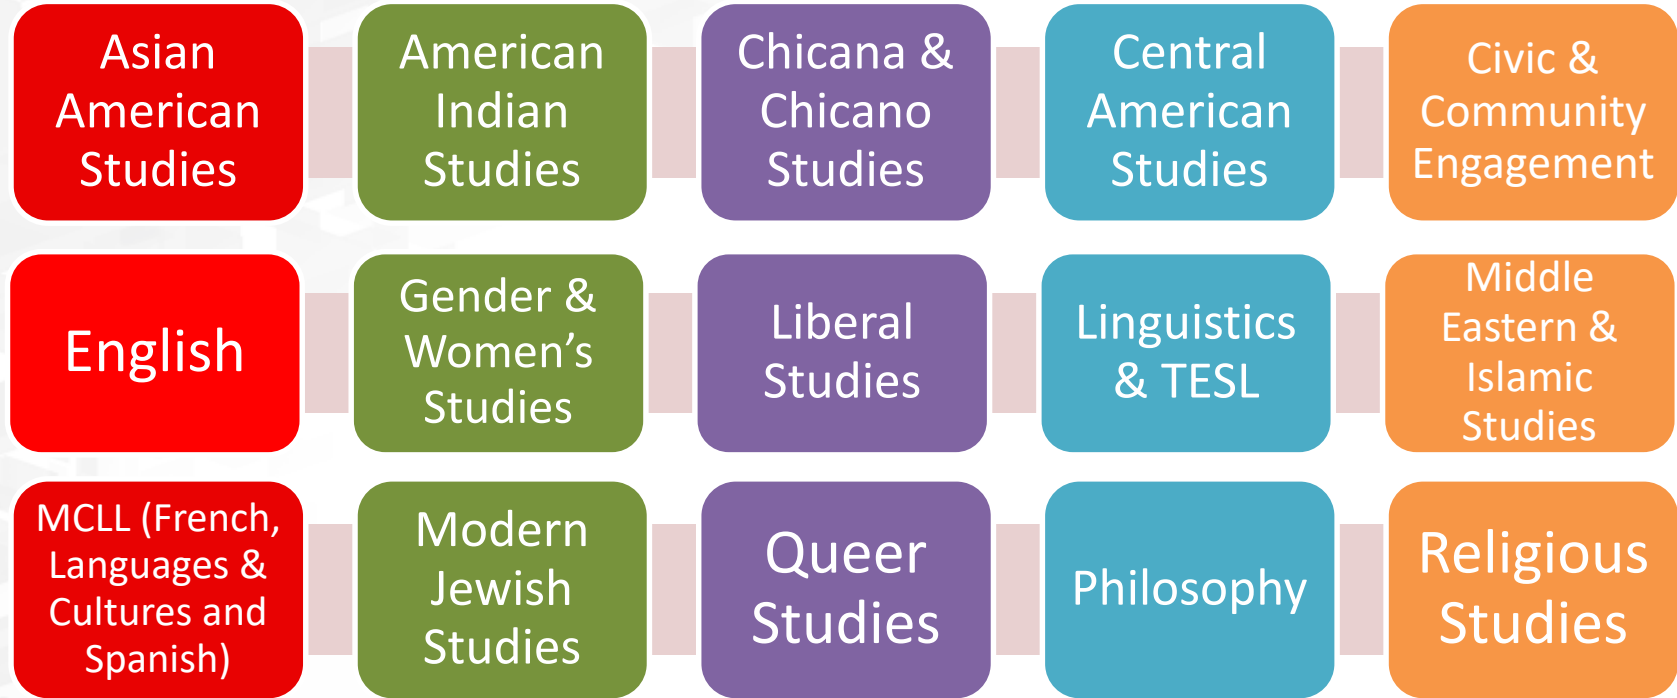 Asian
American
Studies
American
Indian
Studies
Chicana &
Chicano
Studies
Central
American
Studies
Civic &
Community
Engagement
English
Gender &
Women’s
Studies
Liberal
Studies
Linguistics
& TESL
Middle
Eastern &
Islamic
Studies
MCLL (French,
Languages &
Cultures and
Spanish)
Modern
Jewish
Studies
Queer
Studies
Philosophy
Religious
Studies